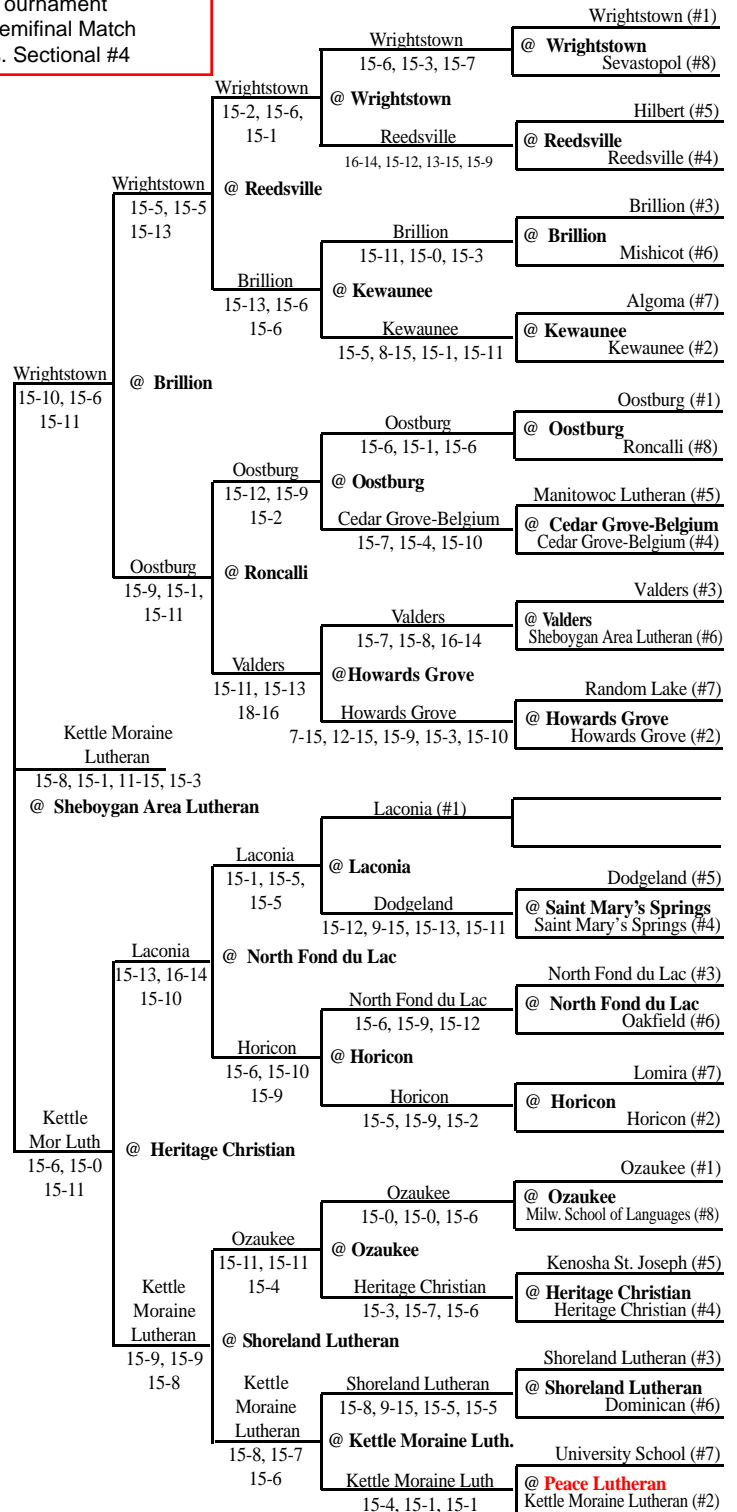 ournament
emifinal Match
. Sectional #4
Wrightstown (#1)
@ Wrightstown
Sevastopol (#8)
Wrightstown
15-6, 15-3, 15-7
Hilbert (#5)
@ Reedsville
Reedsville (#4)
Reedsville
16-14, 15-12, 13-15, 15-9
@ Wrightstown
Wrightstown
15-2, 15-6,
15-1
Brillion (#3)
@ Brillion
Mishicot (#6)
Brillion
15-11, 15-0, 15-3
Algoma (#7)
@ Kewaunee
Kewaunee (#2)
Kewaunee
15-5, 8-15, 15-1, 15-11
@ Kewaunee
Brillion
15-13, 15-6
15-6
@ Reedsville
Wrightstown
15-5, 15-5
15-13
Oostburg (#1)
@ Oostburg
Roncalli (#8)
Oostburg
15-6, 15-1, 15-6
Manitowoc Lutheran (#5)
@ Cedar Grove-Belgium
Cedar Grove-Belgium (#4)
Cedar Grove-Belgium
15-7, 15-4, 15-10
@ Oostburg
Oostburg
15-12, 15-9
15-2
Valders (#3)
@ Valders
Sheboygan Area Lutheran (#6)
Valders
15-7, 15-8, 16-14
Random Lake (#7)
@ Howards Grove
Howards Grove (#2)
Howards Grove
7-15, 12-15, 15-9, 15-3, 15-10
@Howards Grove
Valders
15-11, 15-13
18-16
@ Roncalli
Oostburg
15-9, 15-1,
15-11
@ Brillion
Wrightstown
15-10, 15-6
15-11
Kettle Moraine
Lutheran
15-8, 15-1, 11-15, 15-3
@ Sheboygan Area Lutheran
Laconia (#1)
Dodgeland (#5)
@ Saint Mary's Springs
Saint Mary's Springs (#4)
Dodgeland
15-12, 9-15, 15-13, 15-11
@ Laconia
Laconia
15-1, 15-5,
15-5
North Fond du Lac (#3)
@ North Fond du Lac
Oakfield (#6)
North Fond du Lac
15-6, 15-9, 15-12
Lomira (#7)
@ Horicon
Horicon (#2)
Horicon
15-5, 15-9, 15-2
@ Horicon
Horicon
15-6, 15-10
15-9
@ North Fond du Lac
Laconia
15-13, 16-14
15-10
Ozaukee (#1)
@ Ozaukee
Milw. School of Languages (#8)
Ozaukee
15-0, 15-0, 15-6
Kenosha St. Joseph (#5)
@ Heritage Christian
Heritage Christian (#4)
Heritage Christian
15-3, 15-7, 15-6
@ Ozaukee
Ozaukee
15-11, 15-11
15-4
Shoreland Lutheran (#3)
@ Shoreland Lutheran
Dominican (#6)
Shoreland Lutheran
15-8, 9-15, 15-5, 15-5
University School (#7)
@ Peace Lutheran
Kettle Moraine Lutheran (#2)
Kettle Moraine Luth
15-4, 15-1, 15-1
@ Kettle Moraine Luth.
Kettle
Moraine
Lutheran
15-8, 15-7
15-6
@ Shoreland Lutheran
Kettle
Moraine
Lutheran
15-9, 15-9
15-8
@ Heritage Christian
Kettle
Mor Luth
15-6, 15-0
15-11